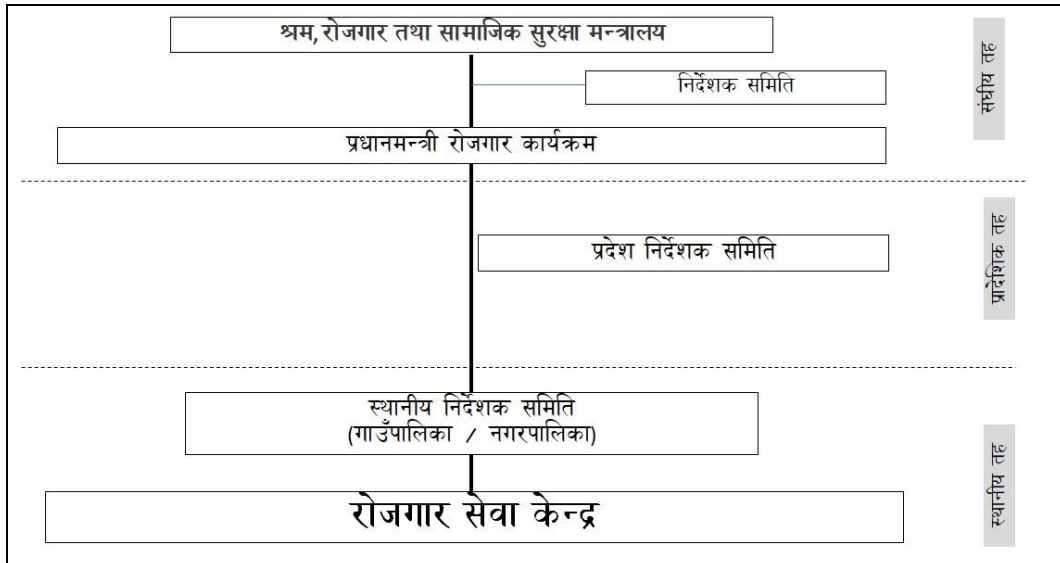 श्रम, रोजगार तथा सामाजिक सुरक्षा मन्त्रालय
निर्देशक समिति
संघीय तह
प्रधानमन्त्री रोजगार कार्यक्रम
प्रदेश निर्देशक समिति
प्रादेशिक तह
स्थानीय निर्देशक समिति
(गाउँपालिका / नगरपालिका)
स्थानीय तह
रोजगार सेवा केन्द्र